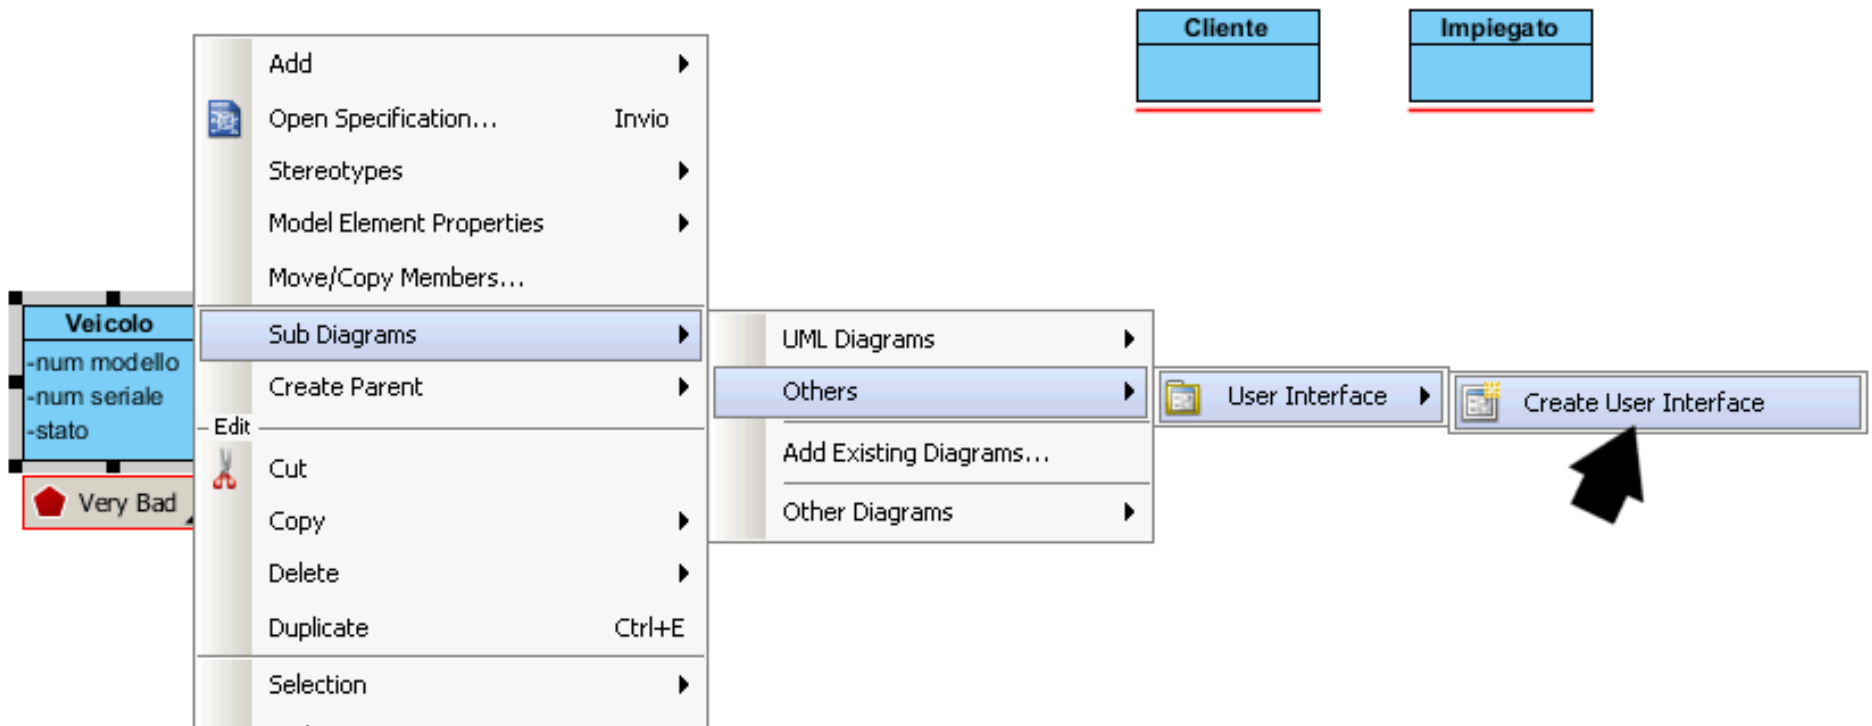 Cliente
Impiegato
Add
Open Specification... Invio
Stereotypes
Model Element Properties
Move/Copy Members...
Veicolo
-num modello
-num seriale
-stato
Very Bad
Sub Diagrams
Create Parent
Edit
Cut
Copy
Delete
Duplicate Ctrl+E
Selection
UML Diagrams
Others
Add Existing Diagrams...
Other Diagrams
User Interface
Create User Interface